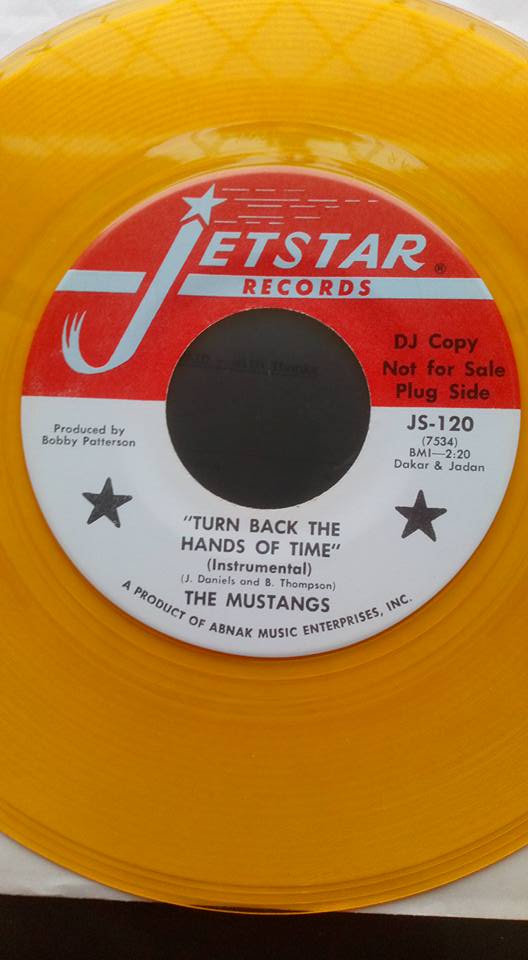 JETSTAR ®
RECORDS
DJ Copy
Not for Sale
Plug Side
JS-120
(7534)
BMI—2:20
Dakar & Jadan
Produced by
Bobby Patterson
"TURN BACK THE
HANDS OF TIME"
(Instrumental)
(J. Daniels and B. Thompson)
THE MUSTANGS
A PRODUCT OF ABNAK MUSIC ENTERPRISES, INC.